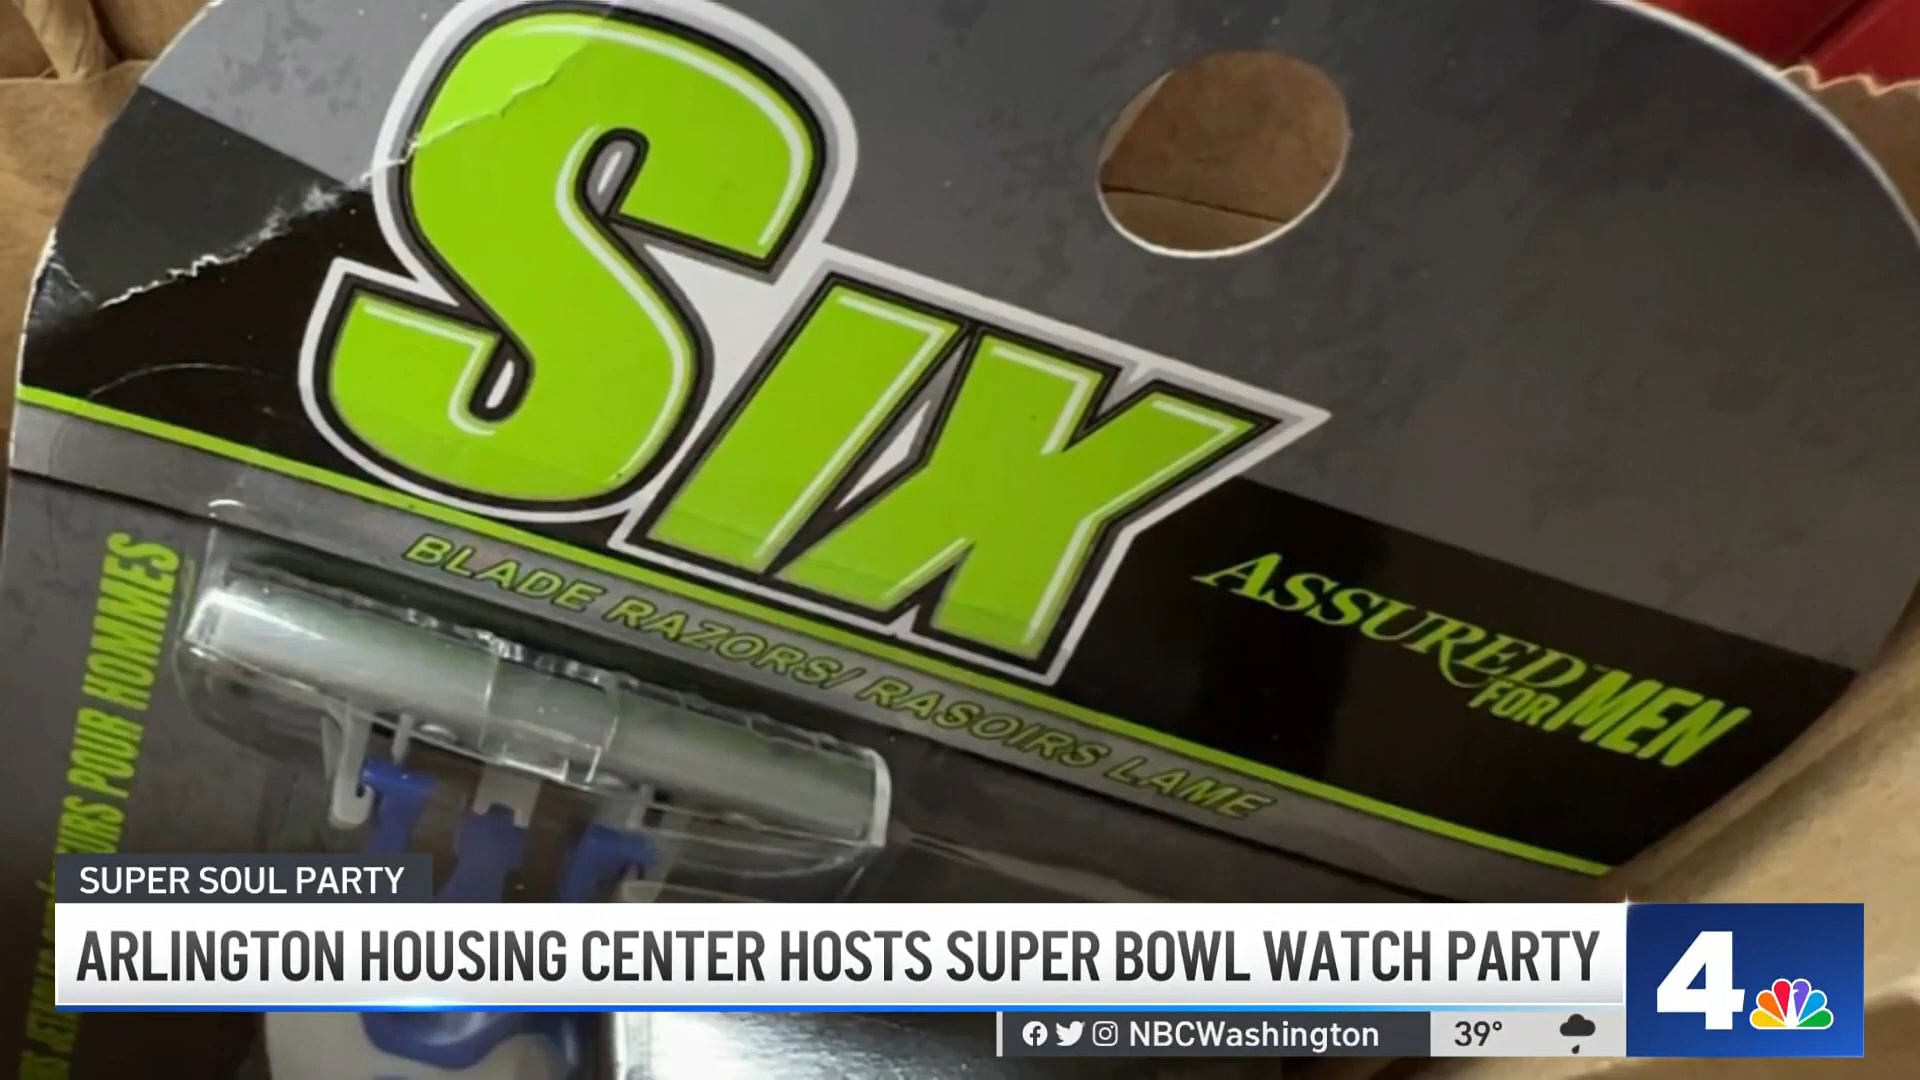 SIX
BLADE RAZORS/ RASOIRS LAME
ASSURED
FOR MEN
POUR HOMMES
SUPER SOUL PARTY
ARLINGTON HOUSING CENTER HOSTS SUPER BOWL WATCH PARTY
4
NBCWashington
39°